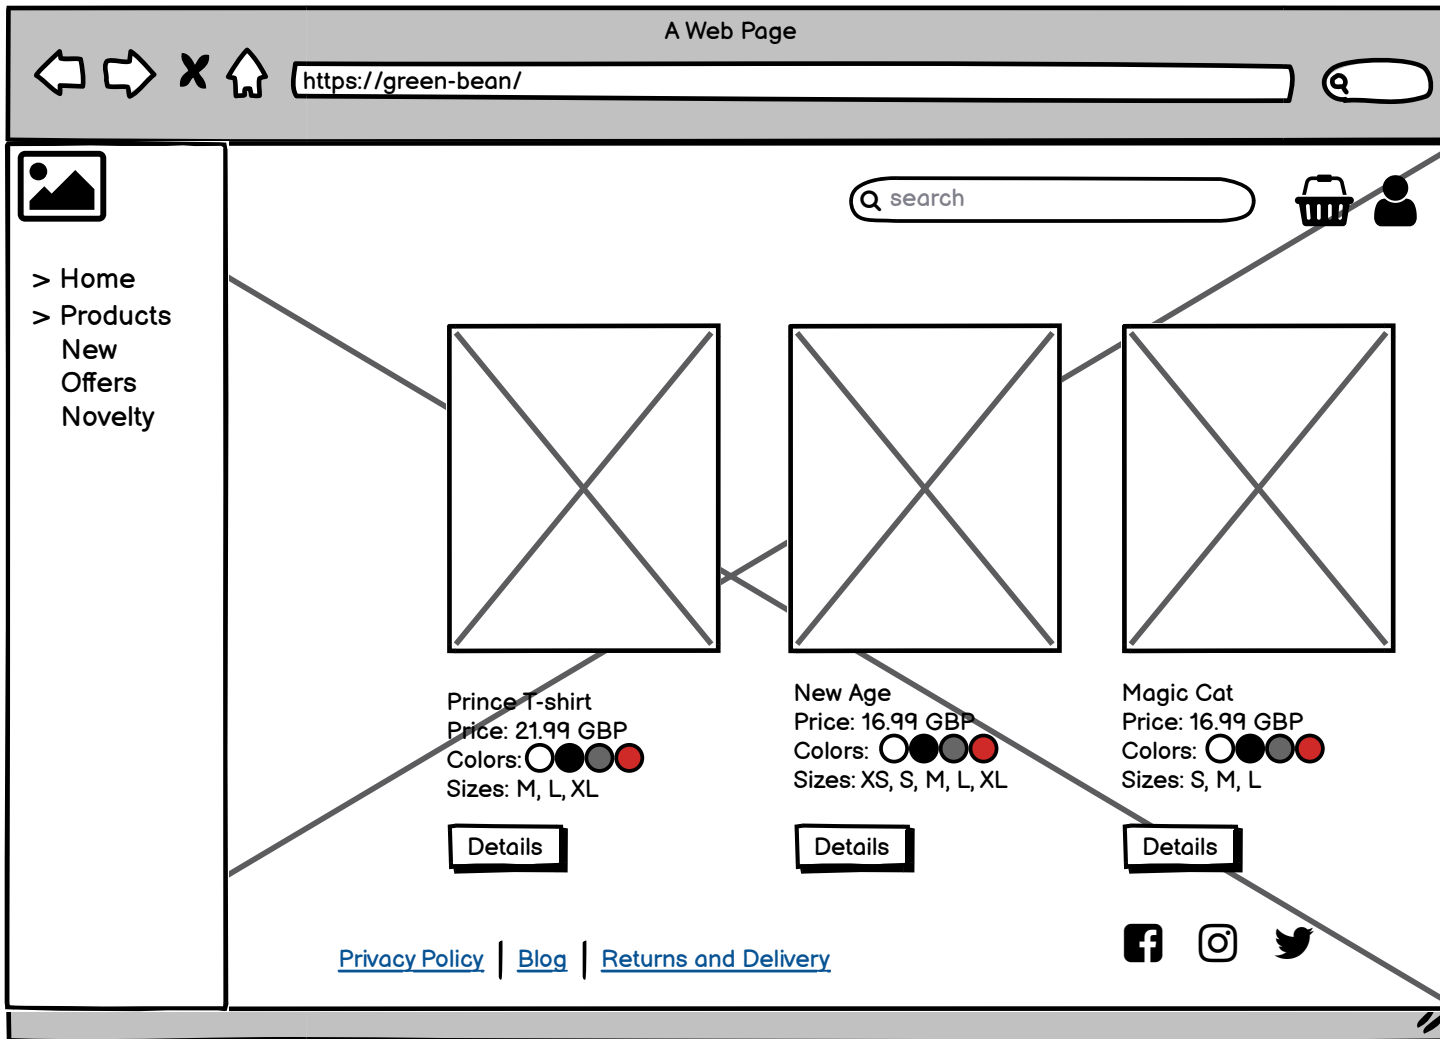 A Web Page
https://green-bean/
search
> Home
> Products
New
Offers
Novelty
Prince T-shirt
Price: 21.99 GBP
Colors:
Sizes: M, L, XL
Details
New Age
Price: 16.99 GBP
Colors:
Sizes: XS, S, M, L, XL
Details
Magic Cat
Price: 16.99 GBP
Colors:
Sizes: S, M, L
Details
Privacy Policy | Blog | Returns and Delivery